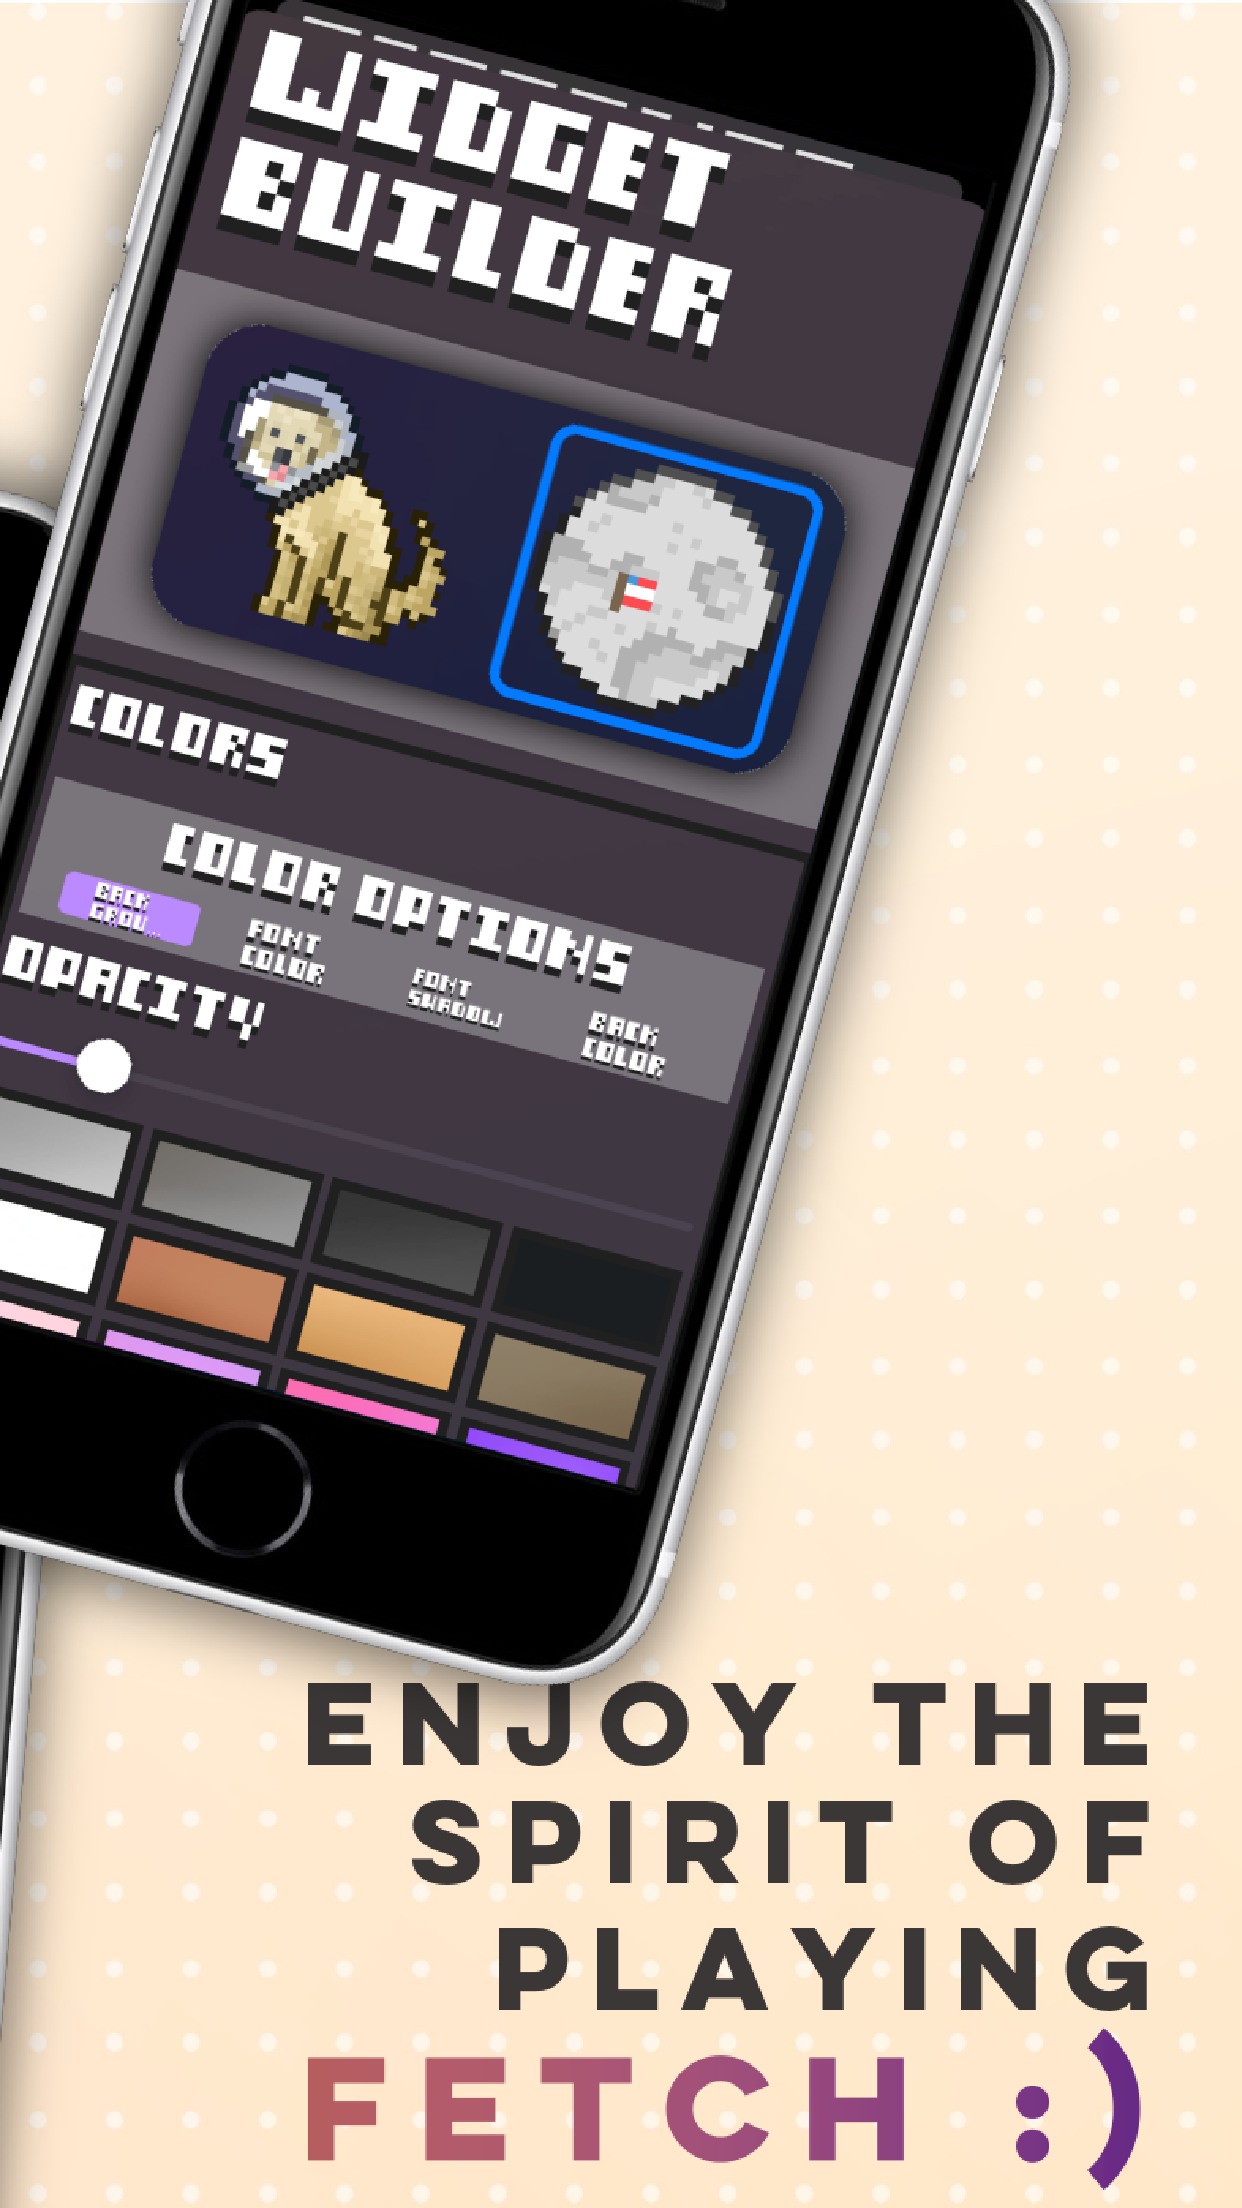 WIDGET
BUILDER
COLORS
COLOR OPTIONS
BACK
GROU...
FONT
COLOR
FONT
SHADOW
BACK
COLOR
OPACITY
ENJOY THE
SPIRIT OF
PLAYING
FETCH :)